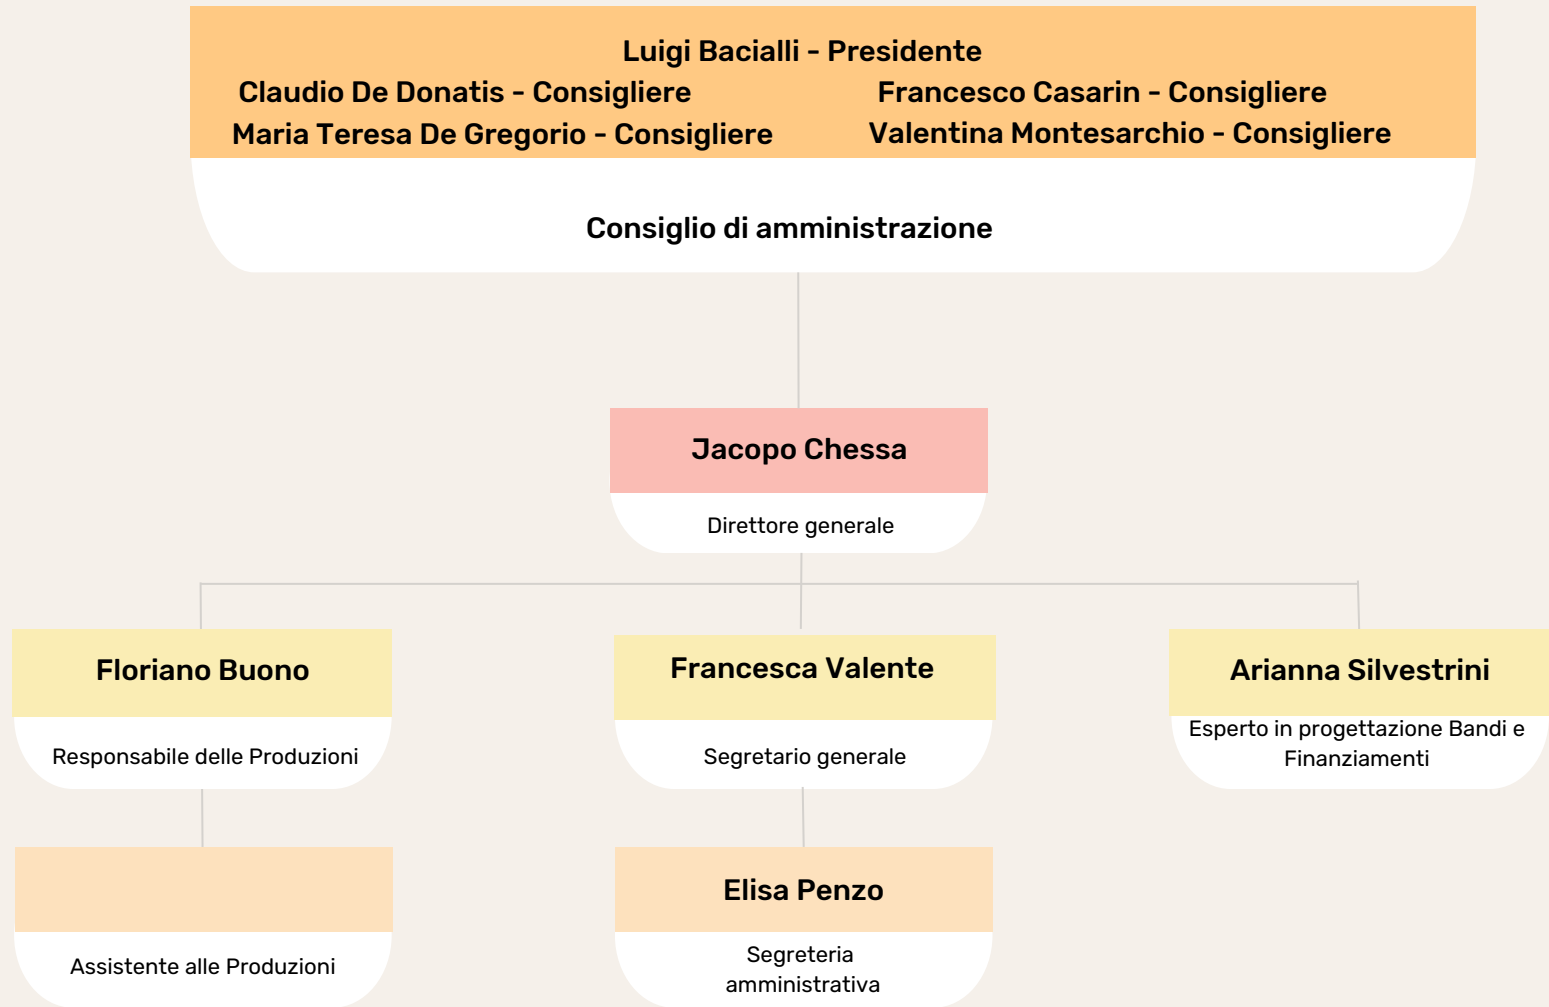 Luigi Bacialli - Presidente
Claudio De Donatis - Consigliere
Francesco Casarin - Consigliere
Maria Teresa De Gregorio - Consigliere
Valentina Montesarchio - Consigliere
Consiglio di amministrazione
Jacopo Chessa
Direttore generale
Floriano Buono
Responsabile delle Produzioni
Francesca Valente
Segretario generale
Arianna Silvestrini
Esperto in progettazione Bandi e
Finanziamenti
Assistente alle Produzioni
Elisa Penzo
Segreteria
amministrativa